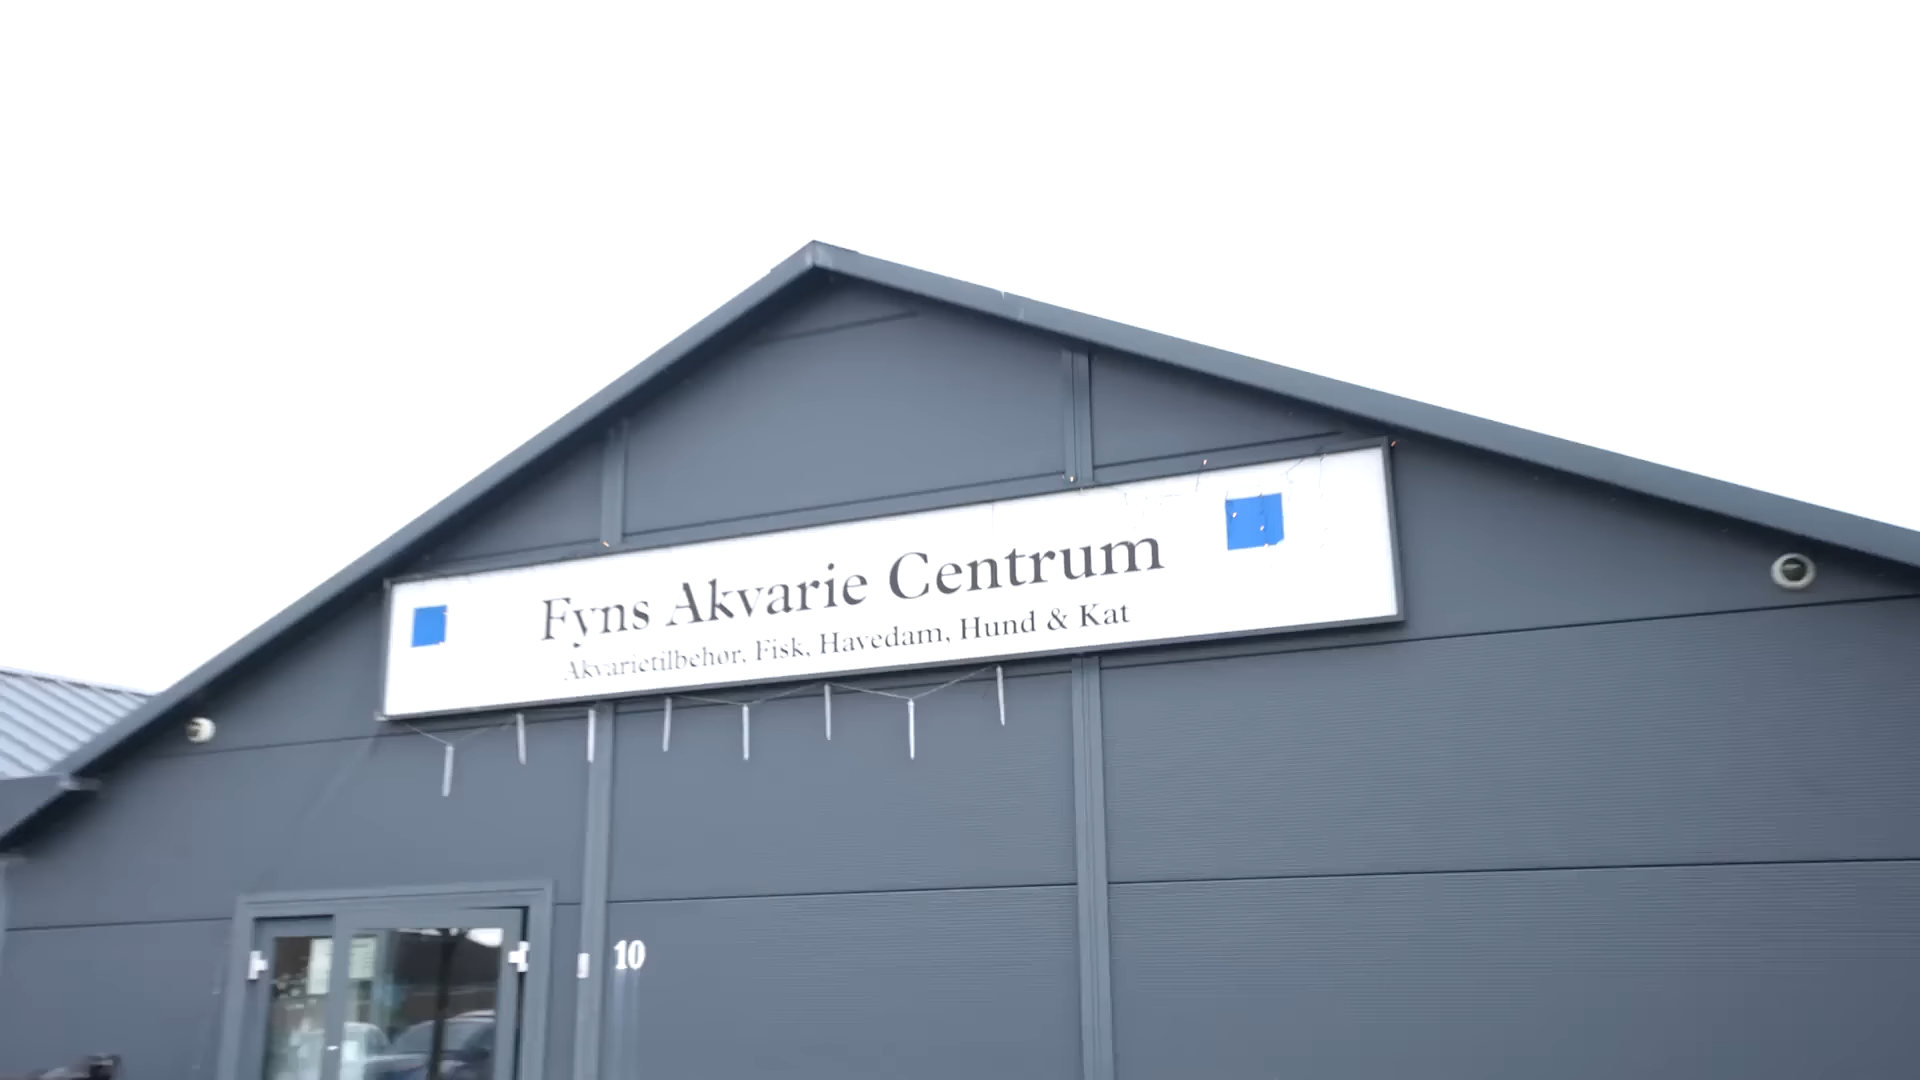 Fyns Akvarie Centrum
Akvarietilbehør, Fisk, Havedam, Hund & Kat
10